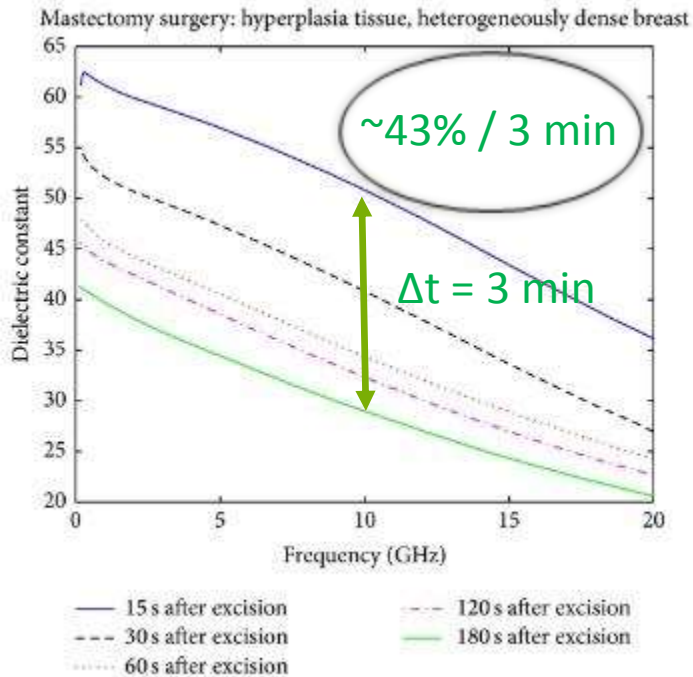 Mastectomy surgery: hyperplasia tissue, heterogeneously dense breast
65
60
55
50
45
40
35
30
25
20
Dielectric constant
~43% / 3 min
Δt = 3 min
0
5
10
15
20
Frequency (GHz)
15 s after excision
30 s after excision
60 s after excision
120 s after excision
180 s after excision